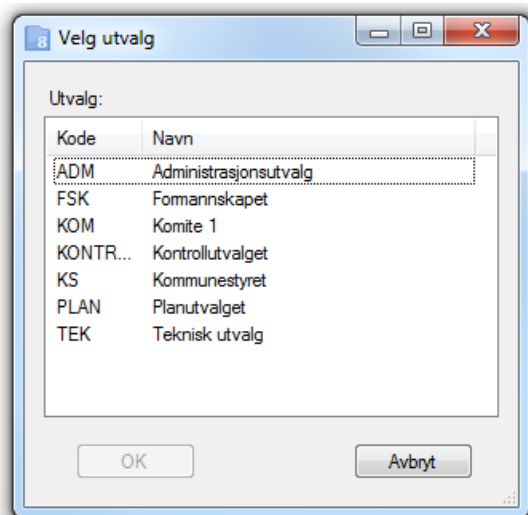 8 Velg utvalg
Utvalg:
Kode Navn
ADM Administrasjonsutvalg
FSK Formannskapet
KOM Komite 1
KONTR... Kontrollutvalget
KS Kommunestyret
PLAN Planutvalget
TEK Teknisk utvalg
OK Avbryt